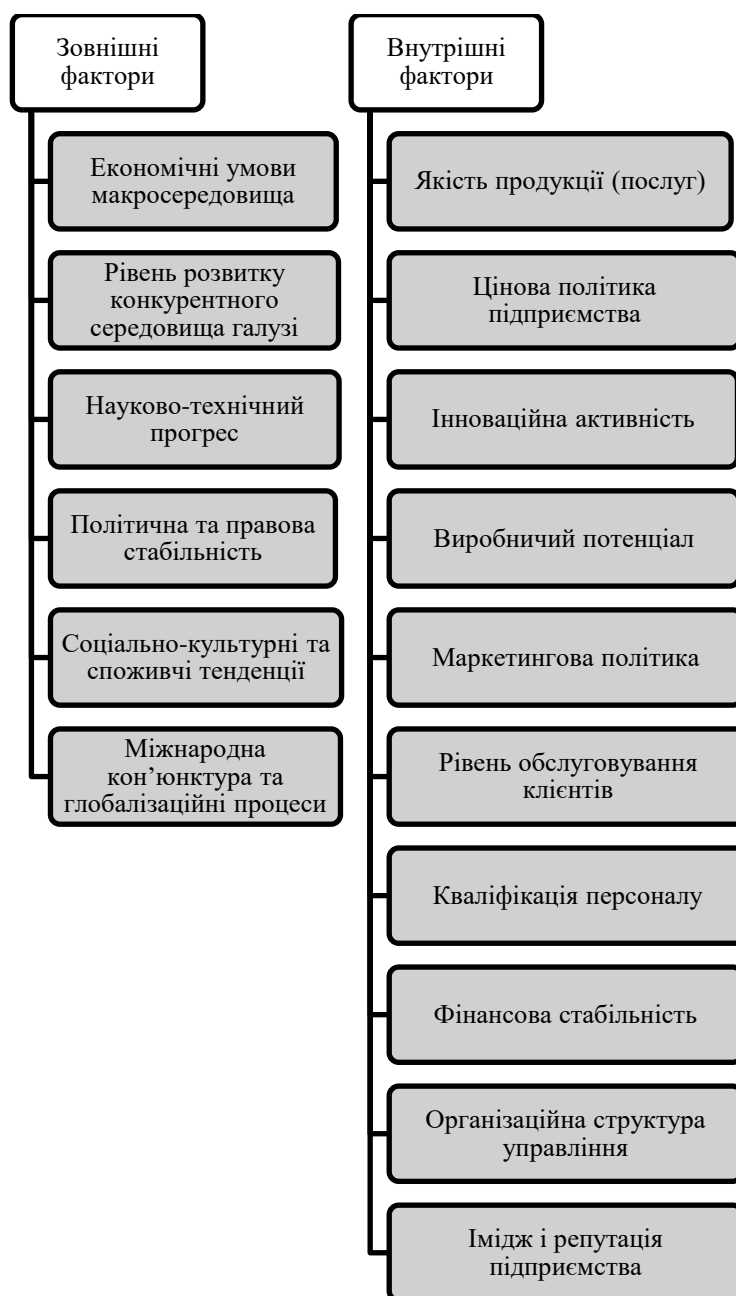 Зовнішні
фактори
Економічні умови
макросередовища
Рівень розвитку
конкурентного
середовища галузі
Науково-технічний
прогрес
Політична та правова
стабільність
Соціально-культурні та
споживчі тенденції
Міжнародна
кон’юнктура та
глобалізаційні процеси
Внутрішні
фактори
Якість продукції (послуг)
Цінова політика
підприємства
Інноваційна активність
Виробничий потенціал
Маркетингова політика
Рівень обслуговування
клієнтів
Кваліфікація персоналу
Фінансова стабільність
Організаційна структура
управління
Імідж і репутація
підприємства